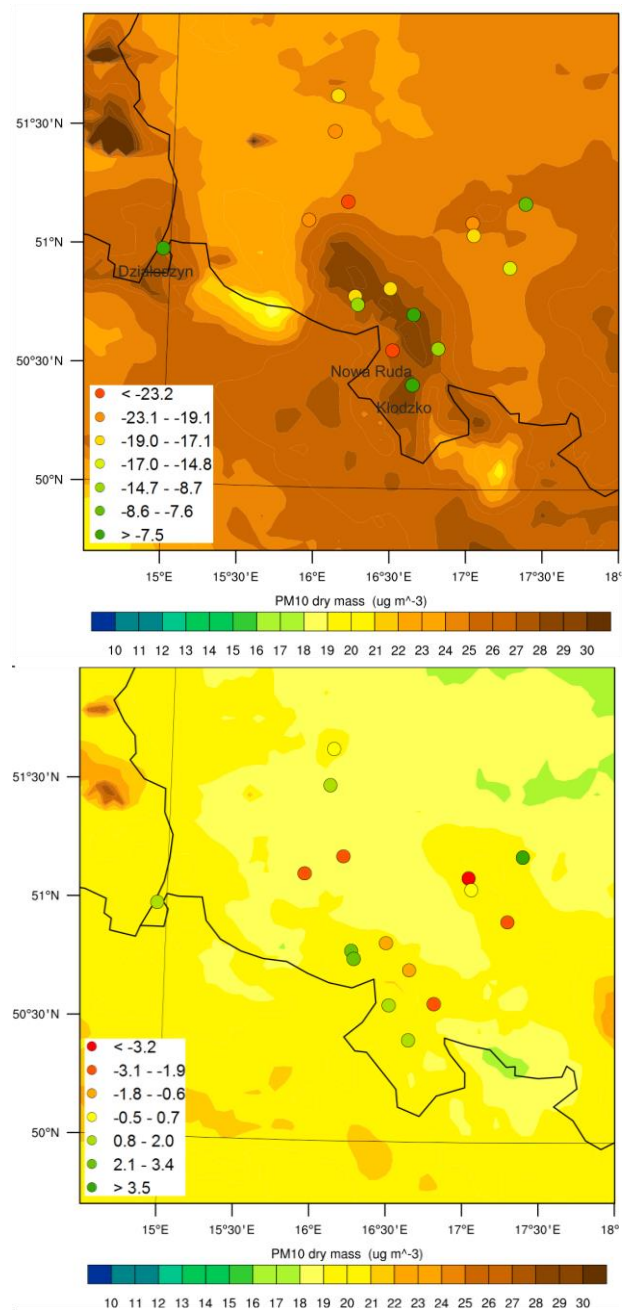 51°30'N
51°N
50°30'N
50°N
Działoszyn
Nowa Ruda
Kłodzko
< -23.2
-23.1 - -19.1
-19.0 - -17.1
-17.0 - -14.8
-14.7 - -8.7
-8.6 - -7.6
> -7.5
15°E 15°30'E 16°E 16°30'E 17°E 17°30'E 18°
PM10 dry mass (ug m^-3)
10 11 12 13 14 15 16 17 18 19 20 21 22 23 24 25 26 27 28 29 30
51°30'N
51°N
50°30'N
50°N
< -3.2
-3.1 - -1.9
-1.8 - -0.6
-0.5 - 0.7
0.8 - 2.0
2.1 - 3.4
> 3.5
15°E 15°30'E 16°E 16°30'E 17°E 17°30'E 18°
PM10 dry mass (ug m^-3)
10 11 12 13 14 15 16 17 18 19 20 21 22 23 24 25 26 27 28 29 30